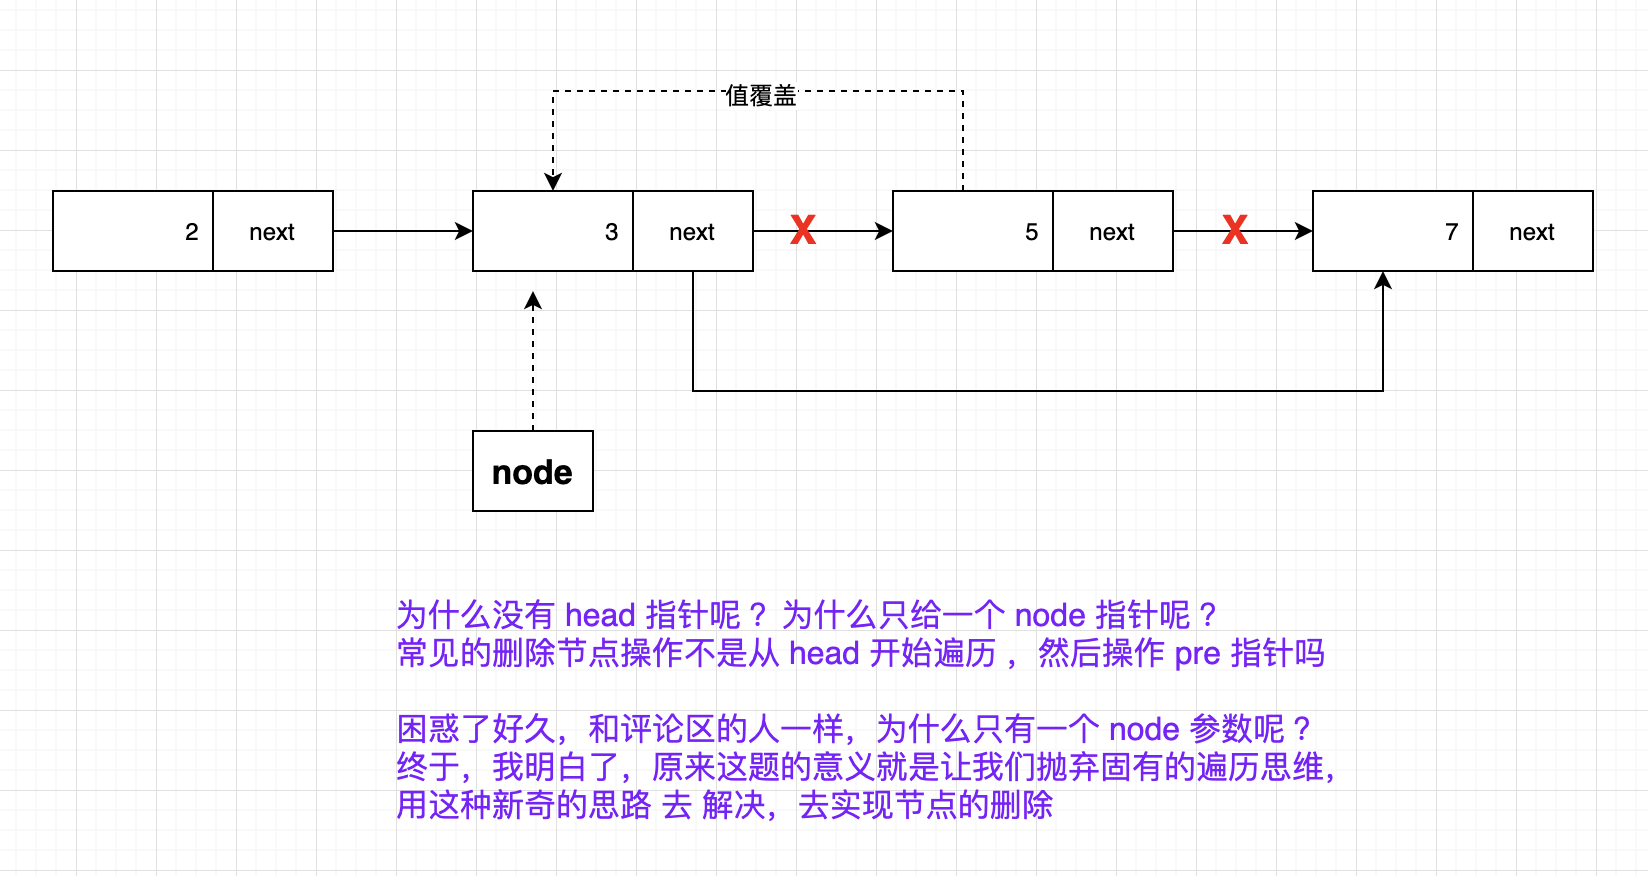 值覆盖
2 next 3 next 5 next 7 next
X X
node
为什么没有 head 指针呢？ 为什么只给一个 node 指针呢？
常见的删除节点操作不是从 head 开始遍历 ，然后操作 pre 指针吗
困惑了好久，和评论区的人一样，为什么只有一个 node 参数呢？
终于，我明白了，原来这题的意义就是让我们抛弃固有的遍历思维，
用这种新奇的思路 去 解决，去实现节点的删除